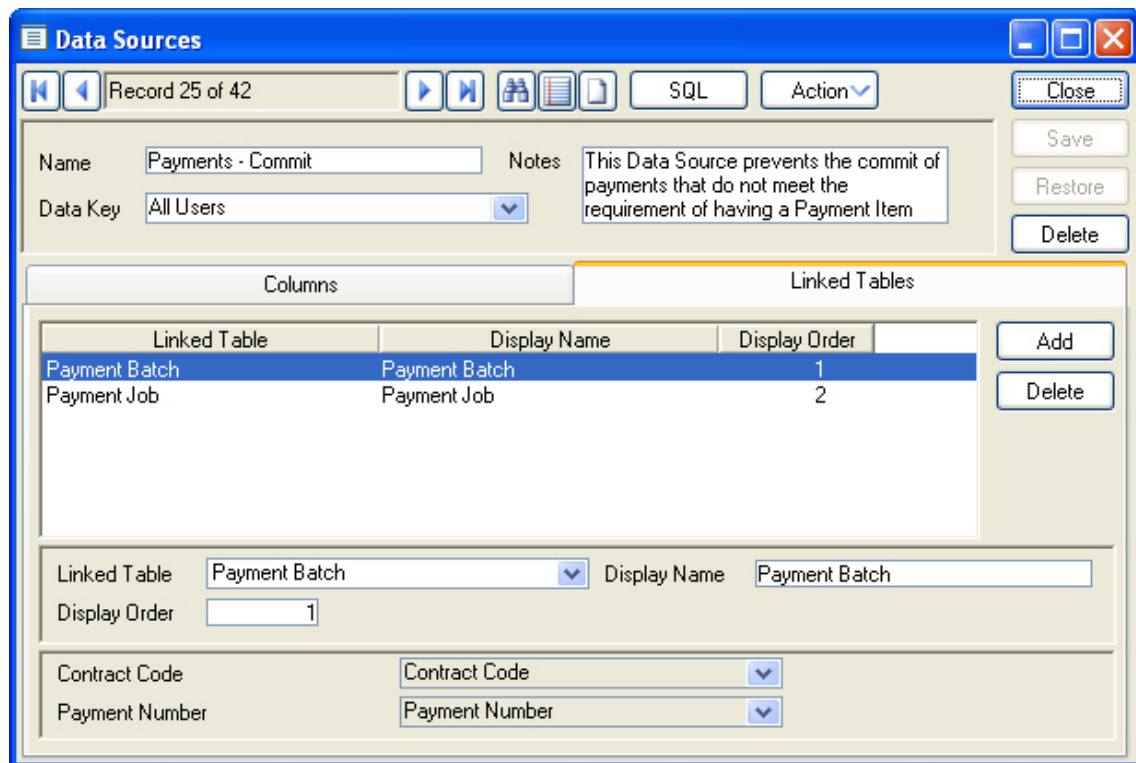 Data Sources
Record 25 of 42
SQL
Action
Close
Name
Payments - Commit
Notes
This Data Source prevents the commit of
payments that do not meet the
requirement of having a Payment Item
Save
Restore
Data Key
All Users
Delete
Columns
Linked Tables
Linked Table Display Name Display Order
Payment Batch Payment Batch 1
Payment Job Payment Job 2
Add
Delete
Linked Table Payment Batch Display Name Payment Batch
Display Order 1
Contract Code Contract Code
Payment Number Payment Number